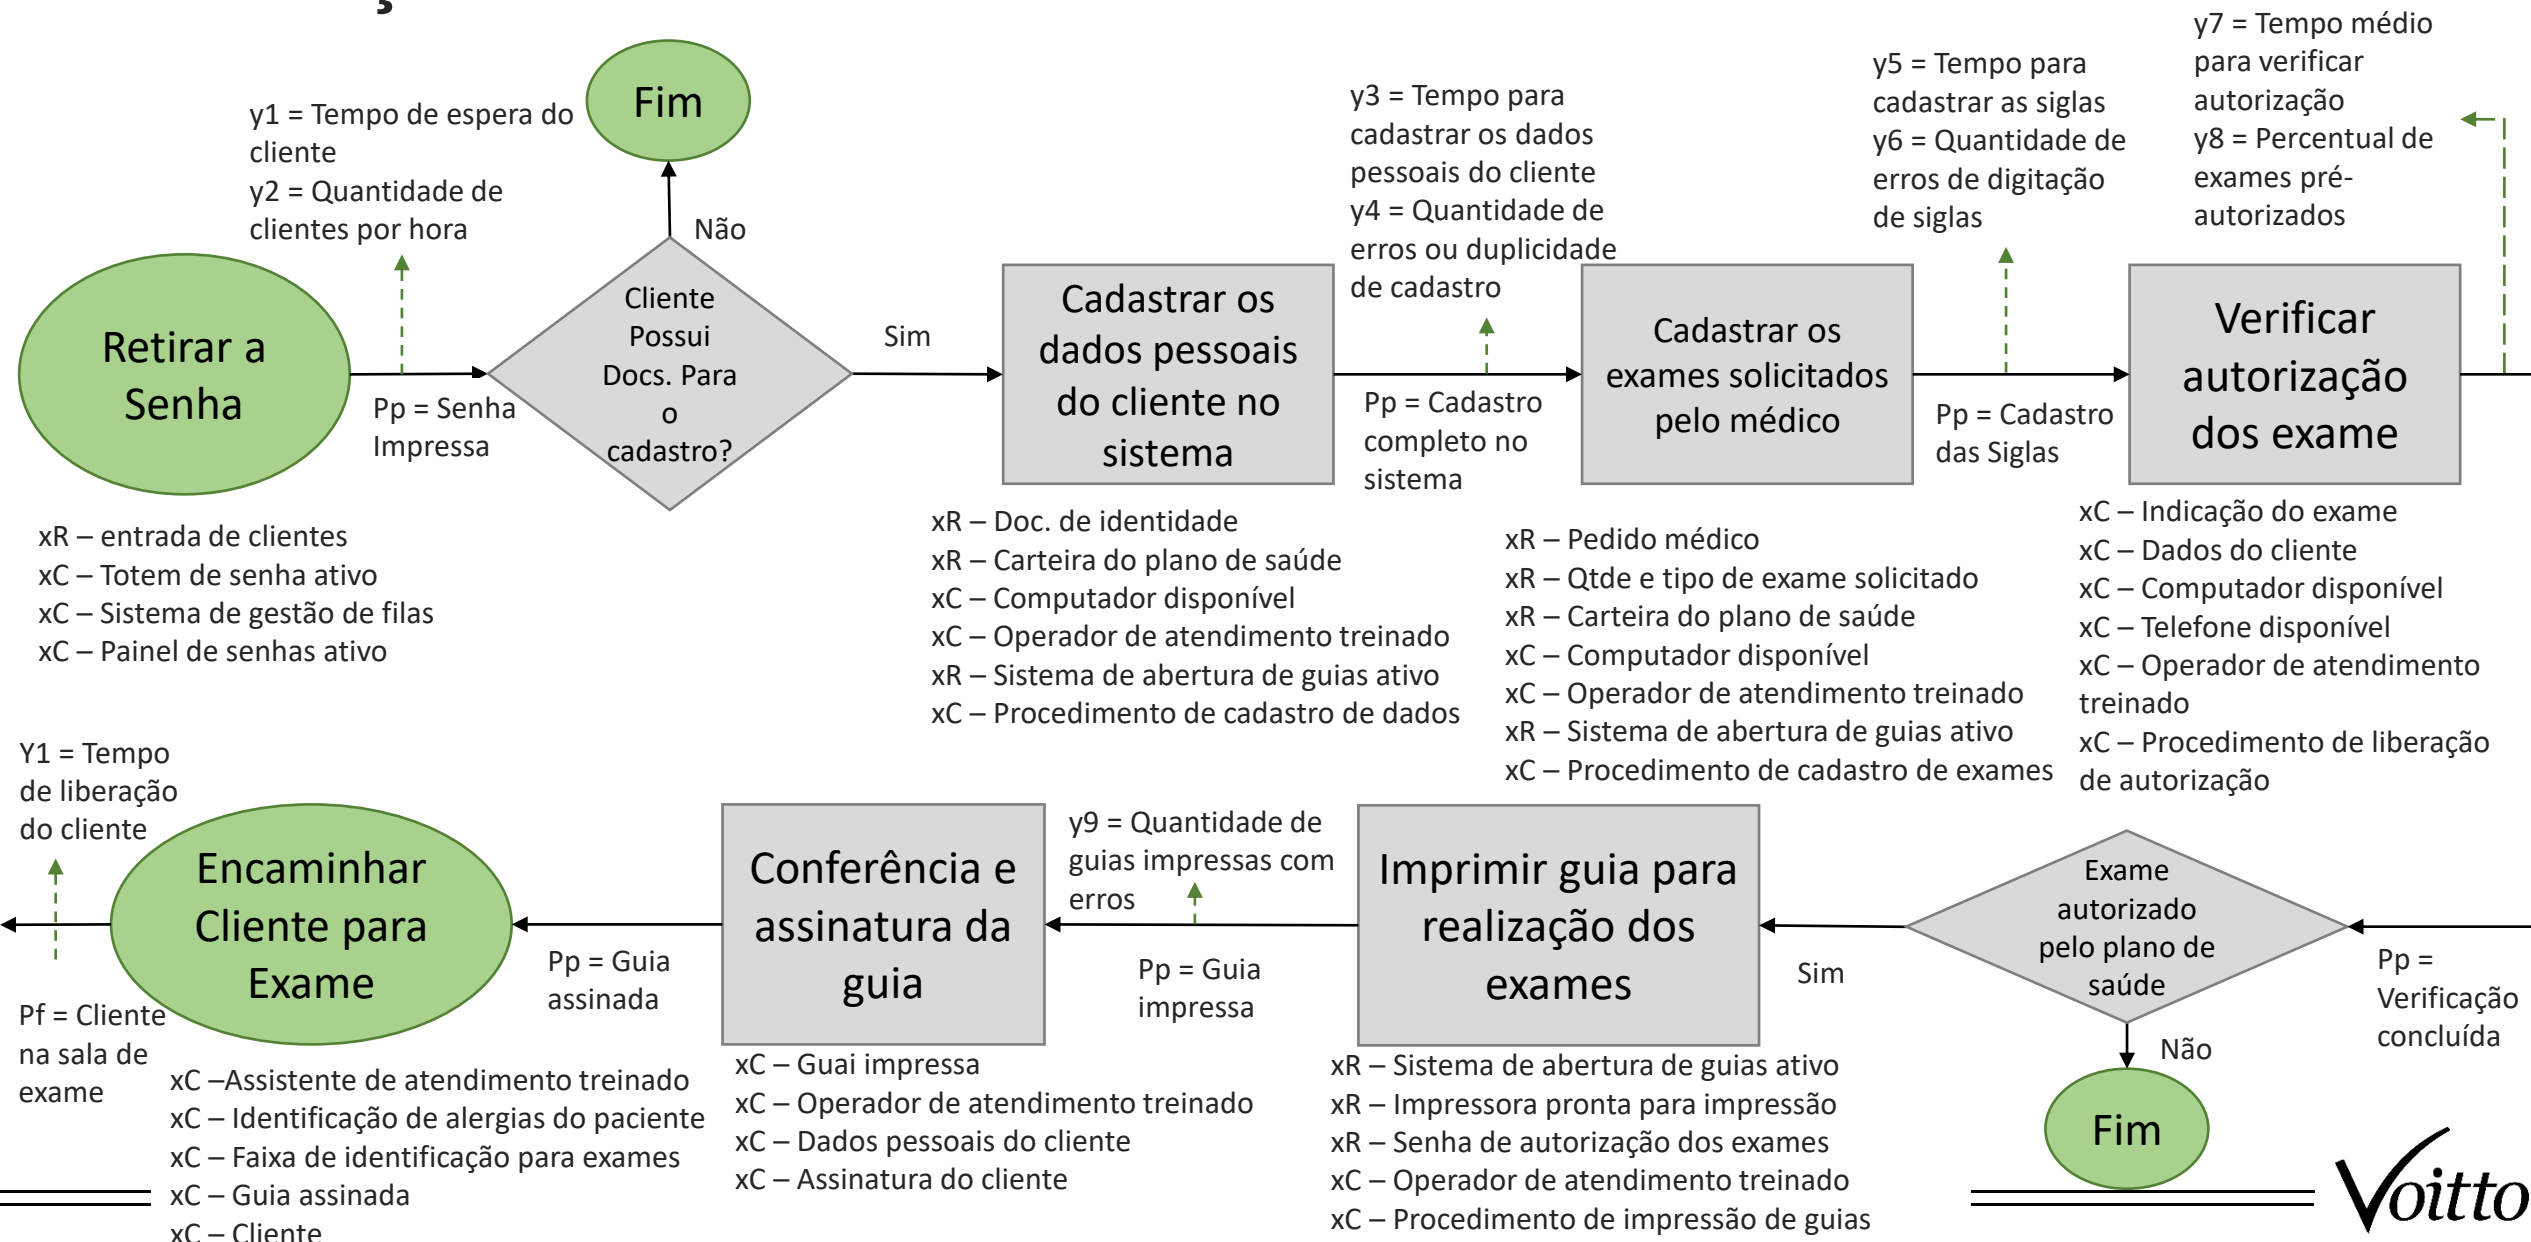 y1 = Tempo de espera do
cliente
y2 = Quantidade de
clientes por hora
Fim
Não
y3 = Tempo para
cadastrar os dados
pessoais do cliente
y4 = Quantidade de
erros ou duplicidade
de cadastro
y5 = Tempo para
cadastrar as siglas
y6 = Quantidade de
erros de digitação
de siglas
y7 = Tempo médio
para verificar
autorização
y8 = Percentual de
exames pré-
autorizados
Retirar a
Senha
Pp = Senha
Impressa
Cliente
Possui
Docs. Para
o
cadastro?
Sim
Cadastrar os
dados pessoais
do cliente no
sistema
Pp = Cadastro
completo no
sistema
Cadastrar os
exames solicitados
pelo médico
Pp = Cadastro
das Siglas
Verificar
autorização
dos exame
xR – entrada de clientes
xC – Totem de senha ativo
xC – Sistema de gestão de filas
xC – Painel de senhas ativo
xR – Doc. de identidade
xR – Carteira do plano de saúde
xC – Computador disponível
xC – Operador de atendimento treinado
xR – Sistema de abertura de guias ativo
xC – Procedimento de cadastro de dados
xR – Pedido médico
xR – Qtde e tipo de exame solicitado
xR – Carteira do plano de saúde
xC – Computador disponível
xC – Operador de atendimento treinado
xR – Sistema de abertura de guias ativo
xC – Procedimento de cadastro de exames
xC – Indicação do exame
xC – Dados do cliente
xC – Computador disponível
xC – Telefone disponível
xC – Operador de atendimento
treinado
xC – Procedimento de liberação
de autorização
Y1 = Tempo
de liberação
do cliente
Encaminhar
Cliente para
Exame
Pf = Cliente
na sala de
exame
Pp = Guia
assinada
Conferência e
assinatura da
guia
y9 = Quantidade de
guias impressas com
erros
Pp = Guia
impressa
Imprimir guia para
realização dos
exames
Sim
Exame
autorizado
pelo plano de
saúde
Pp =
Verificação
concluída
Não
Fim
xC –Assistente de atendimento treinado
xC – Identificação de alergias do paciente
xC – Faixa de identificação para exames
xC – Guia assinada
xC – Cliente
xC – Guai impressa
xC – Operador de atendimento treinado
xC – Dados pessoais do cliente
xC – Assinatura do cliente
xR – Sistema de abertura de guias ativo
xR – Impressora pronta para impressão
xR – Senha de autorização dos exames
xC – Operador de atendimento treinado
xC – Procedimento de impressão de guias
Voitto